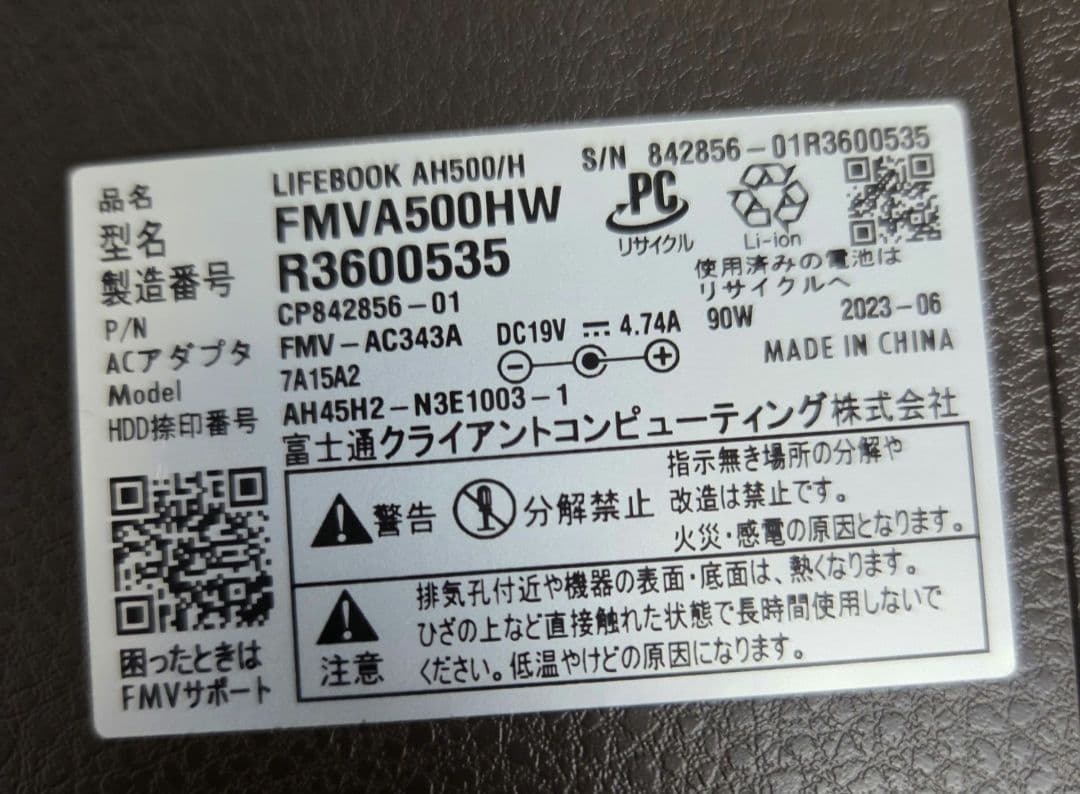 品名 LIFEBOOK AH500/H S/N 842856-01R3600535
型名 FMVA500HW
製造番号 R3600535
PC
リサイクル
Li-ion
使用済みの電池は
リサイクルへ
P/N CP842856-01
ACアダプタ FMV-AC343A DC19V 4.74A 90W 2023-06
Model 7A15A2 MADE IN CHINA
HDD捺印番号 AH45H2-N3E1003-1
富士通クライアントコンピューティング株式会社
警告 分解禁止
指示無き場所の分解や
改造は禁止です。
火災・感電の原因となります。
注意
排気孔付近や機器の表面・底面は、熱くなります。
ひざの上など直接触れた状態で長時間使用しないで
ください。低温やけどの原因になります。
困ったときは
FMVサポート